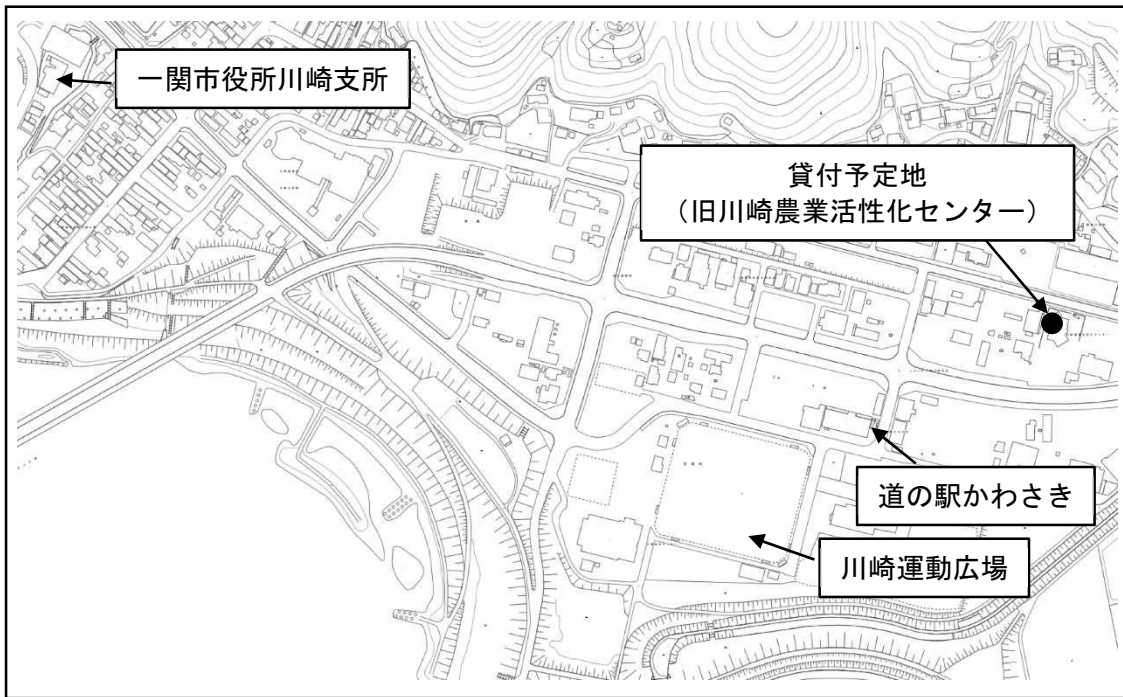 一関市役所川崎支所
貸付予定地
（旧川崎農業活性化センター）
道の駅かわさき
川崎運動広場